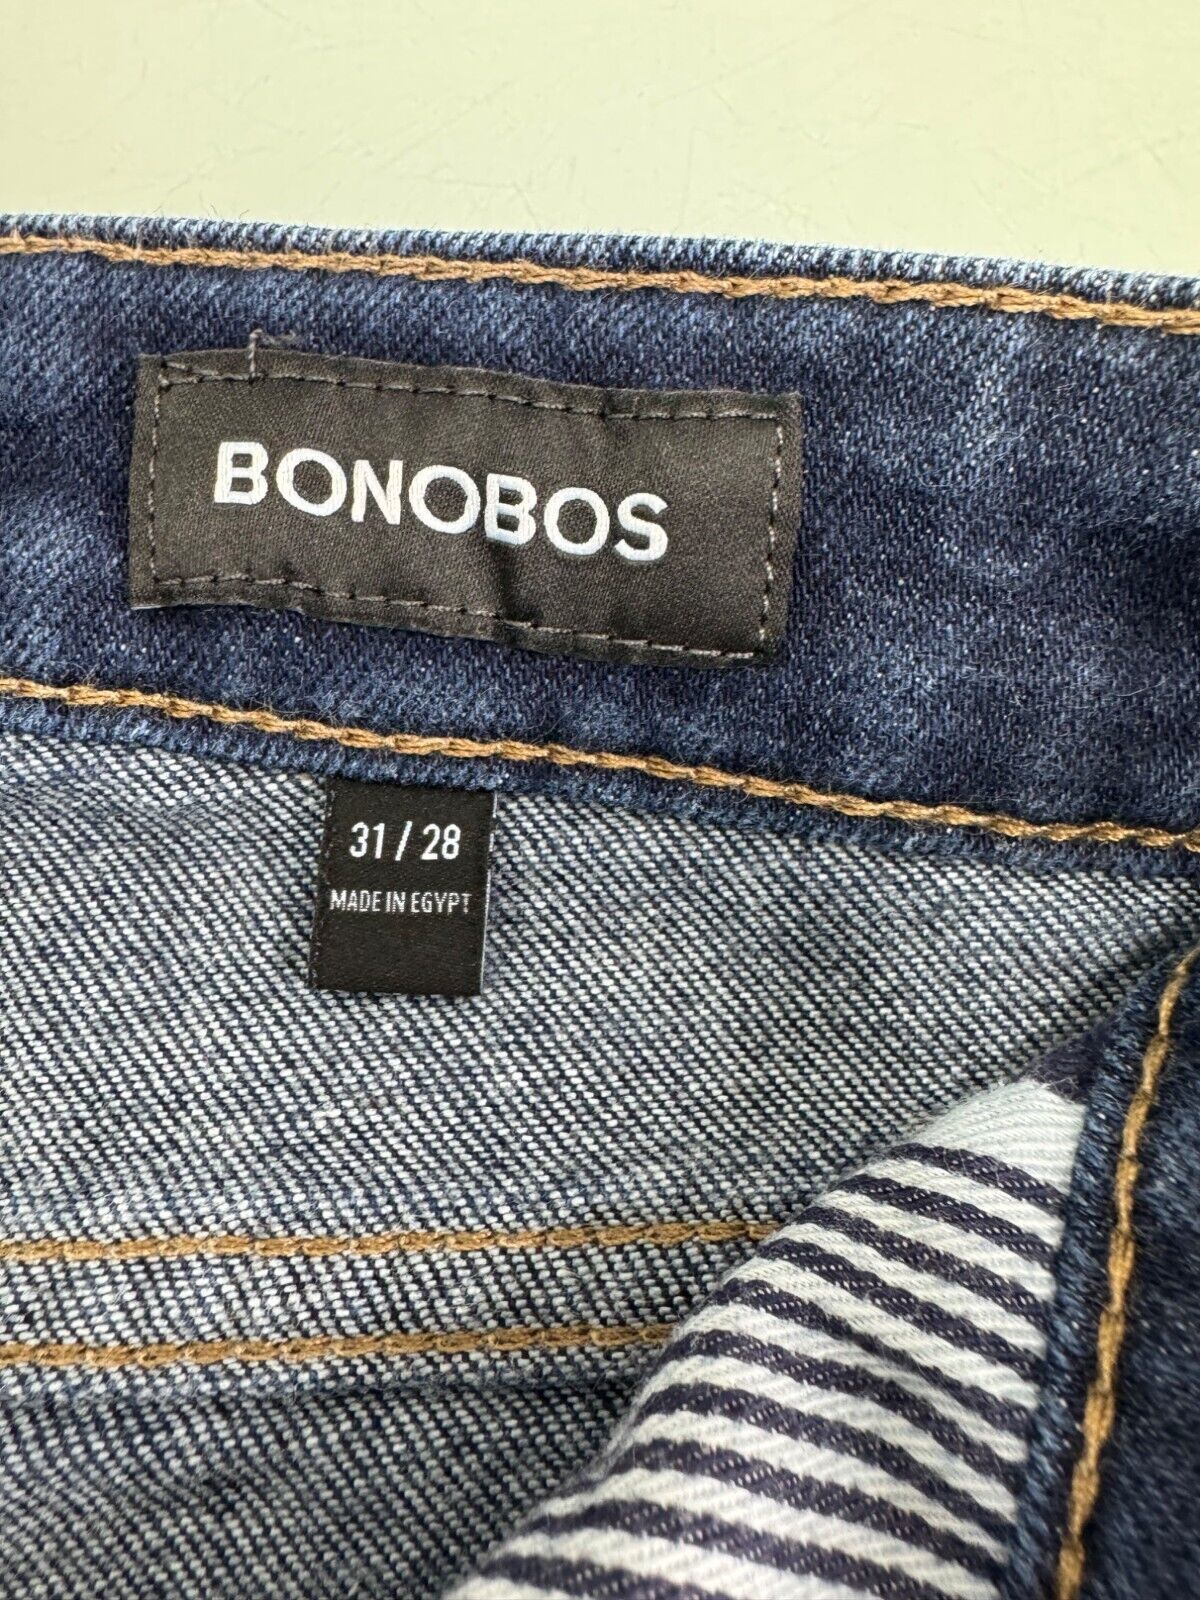 BONOBOS
31 / 28
MADE IN EGYPT